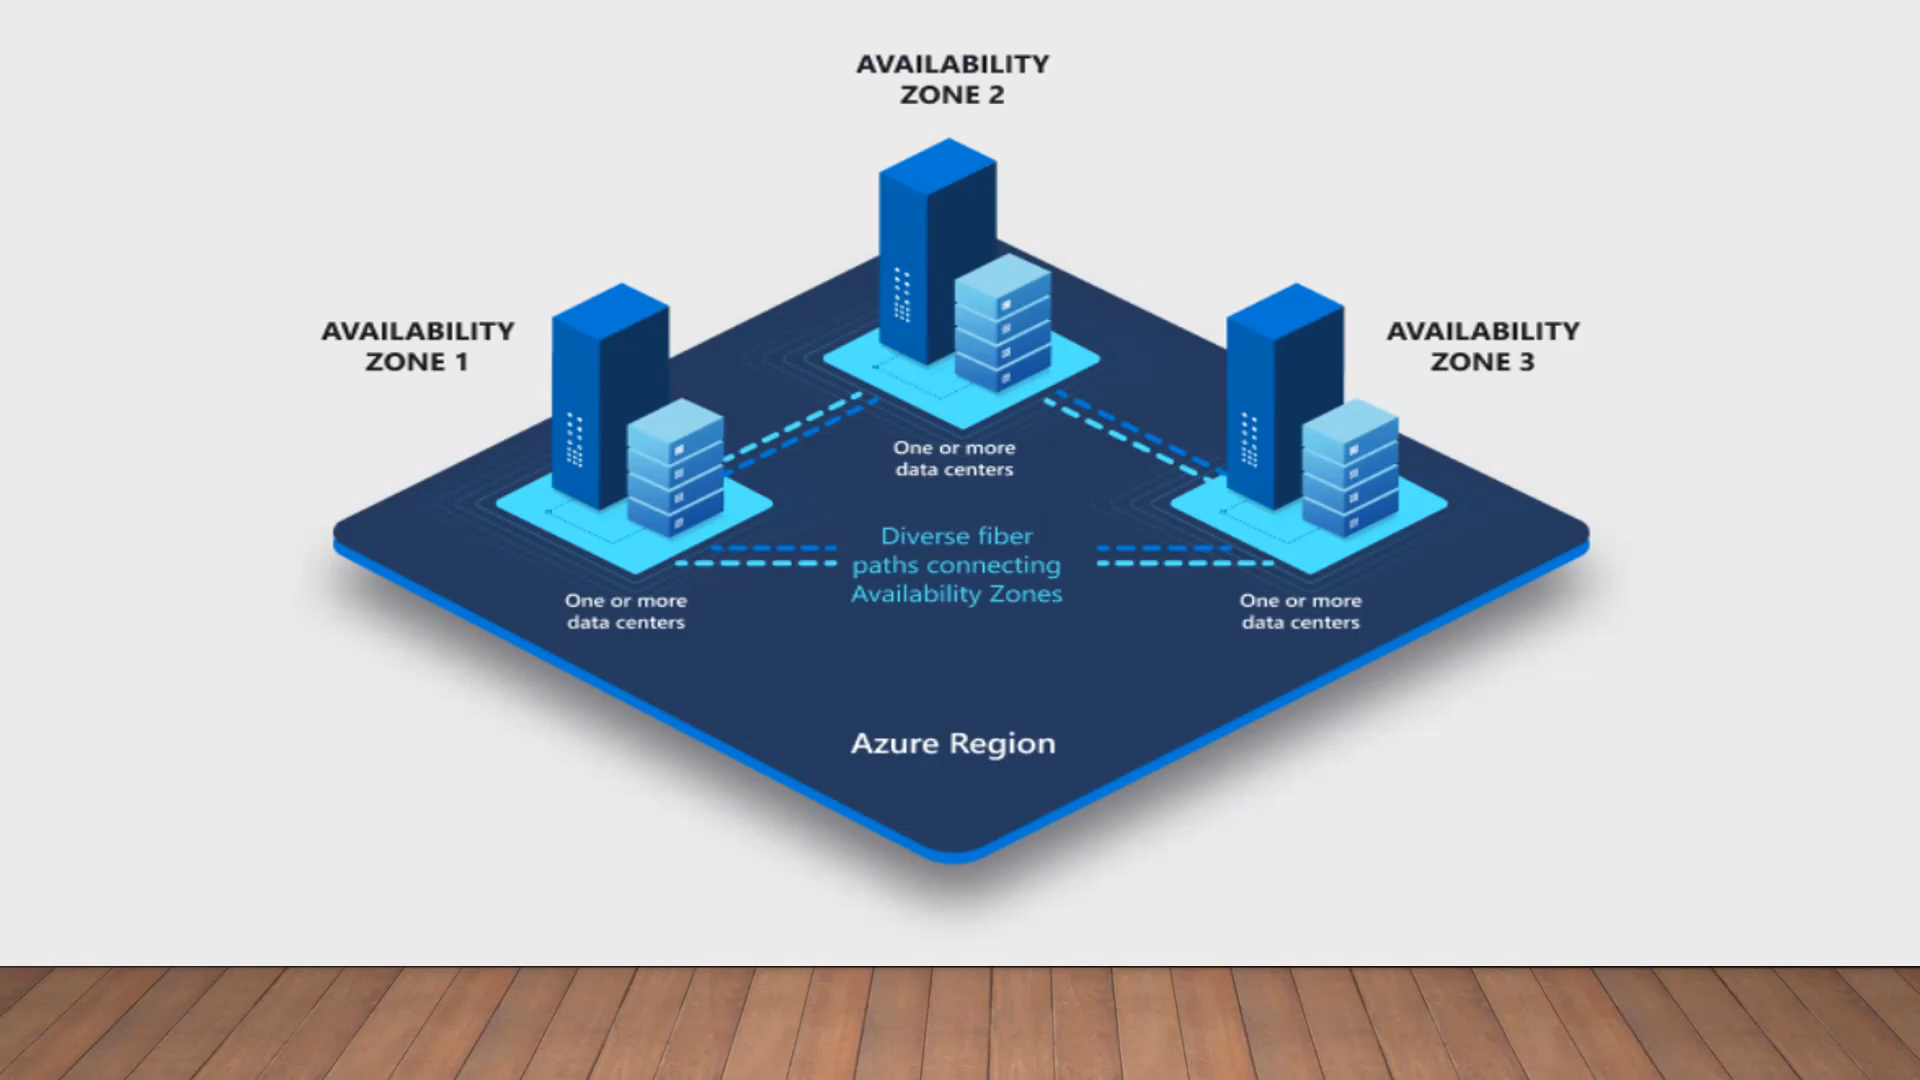 AVAILABILITY
ZONE 2
AVAILABILITY
ZONE 1
AVAILABILITY
ZONE 3
One or more
data centers
Diverse fiber
paths connecting
Availability Zones
One or more
data centers
One or more
data centers
Azure Region